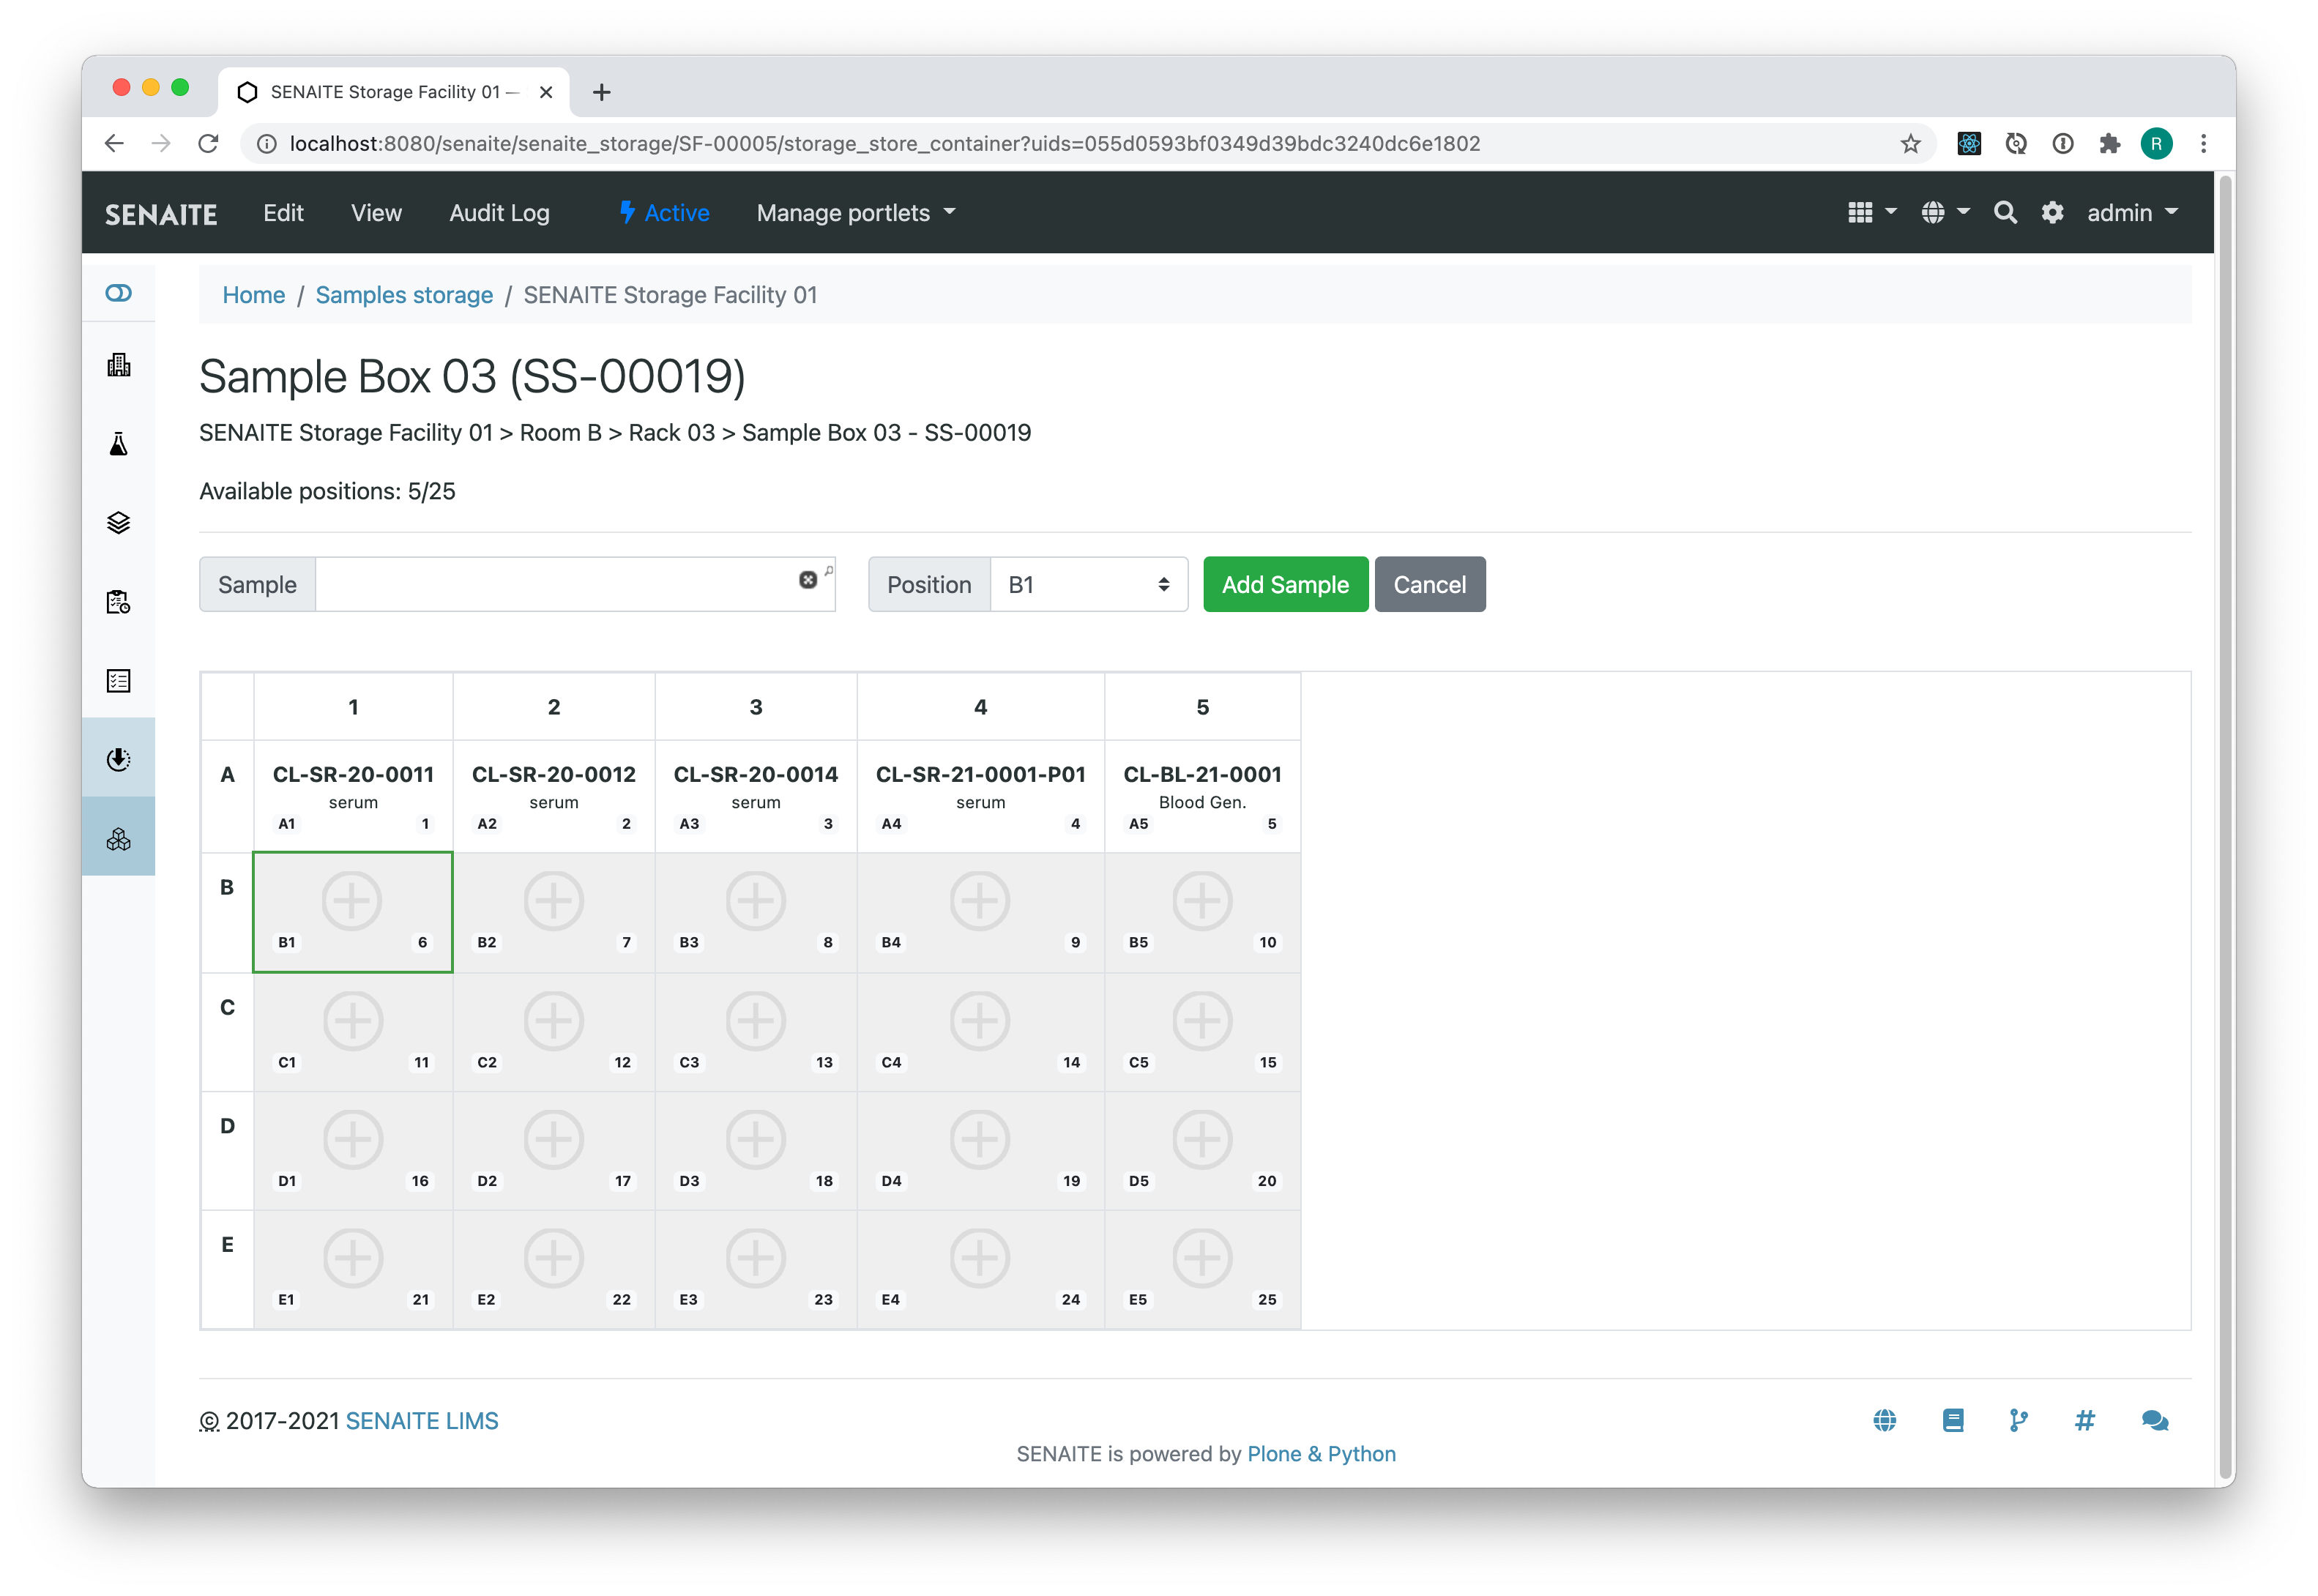 SENAITE Storage Facility 01 —
localhost:8080/senaite/senaite_storage/SF-00005/storage_store_container?uids=055d0593bf0349d39bdc3240dc6e1802
R
SENAITE Edit View Audit Log Active Manage portlets admin
Home / Samples storage / SENAITE Storage Facility 01
Sample Box 03 (SS-00019)
SENAITE Storage Facility 01 > Room B > Rack 03 > Sample Box 03 - SS-00019
Available positions: 5/25
Sample Position B1 Add Sample Cancel
1 2 3 4 5
A CL-SR-20-0011 CL-SR-20-0012 CL-SR-20-0014 CL-SR-21-0001-P01 CL-BL-21-0001
serum serum serum serum Blood Gen.
A1 1 A2 2 A3 3 A4 4 A5 5
B
B1 6 B2 7 B3 8 B4 9 B5 10
C
C1 11 C2 12 C3 13 C4 14 C5 15
D
D1 16 D2 17 D3 18 D4 19 D5 20
E
E1 21 E2 22 E3 23 E4 24 E5 25
© 2017-2021 SENAITE LIMS
SENAITE is powered by Plone & Python